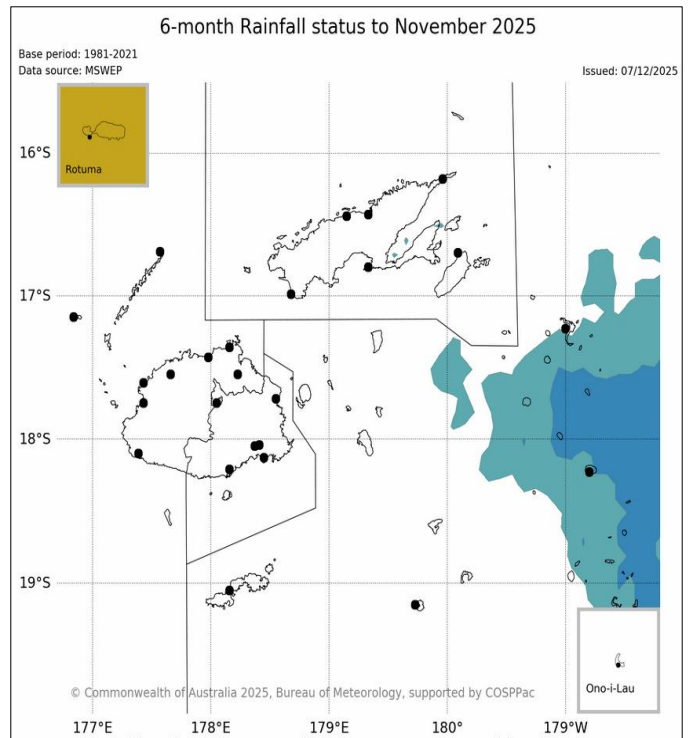 6-month Rainfall status to November 2025
Base period: 1981-2021
Data source: MSWEP
Issued: 07/12/2025
Rotuma
16°S
17°S
18°S
19°S
Ono-i-Lau
© Commonwealth of Australia 2025, Bureau of Meteorology, supported by COSPPac
177°E
178°E
179°E
180°
179°W